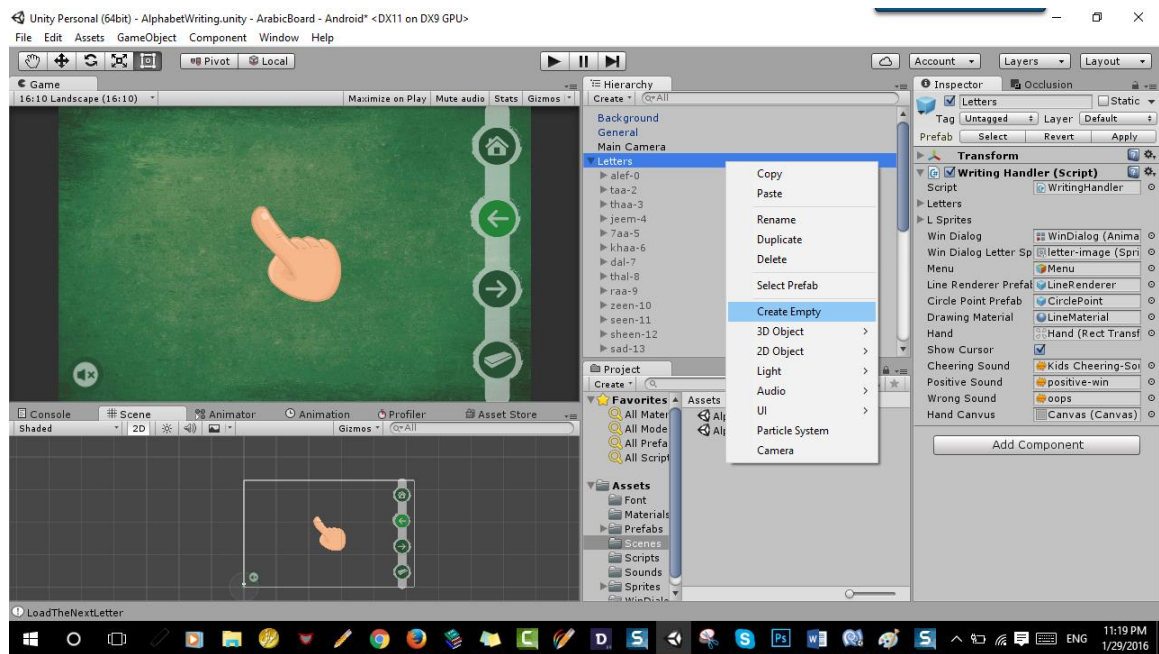 Unity Personal (64bit) - AlphabetWriting.unity - ArabicBoard - Android* <DX11 on DX9 GPU>
File Edit Assets GameObject Component Window Help
Pivot Local Account Layers Layout
Game
16:10 Landscape (16:10) Maximize on Play Mute audio Stats Gizmos
Hierarchy
Create All
Background
General
Main Camera
Letters
alef-0
taa-2
thaa-3
jeem-4
7aa-5
khaa-6
dal-7
thal-8
raa-9
zeen-10
seen-11
sheen-12
sad-13
Copy
Paste
Rename
Duplicate
Delete
Select Prefab
Create Empty
3D Object
2D Object
Light
Audio
UI
Particle System
Camera
Inspector Occlusion
Letters Static
Tag Untagged Layer Default
Prefab Select Revert Apply
Transform
Writing Handler (Script)
Script WritingHandler
Letters
L Sprites
Win Dialog WinDialog (Anima
Win Dialog Letter Sp letter-image (Spri
Menu Menu
Line Renderer Prefab LineRenderer
Circle Point Prefab CirclePoint
Drawing Material LineMaterial
Hand Hand (Rect Transf
Show Cursor
Cheering Sound Kids Cheering-Sou
Positive Sound positive-win
Wrong Sound oops
Hand Canvus Canvas (Canvas)
Add Component
Console Scene Animator Animation Profiler Asset Store
Shaded 2D Gizmos All
Project
Create
Favorites
All Mater
All Mode
All Prefa
All Script
Assets
Font
Materials
Prefabs
Scenes
Scripts
Sounds
Sprites
Assets
Alp
Alp
LoadTheNextLetter
ENG 11:19 PM
1/29/2016